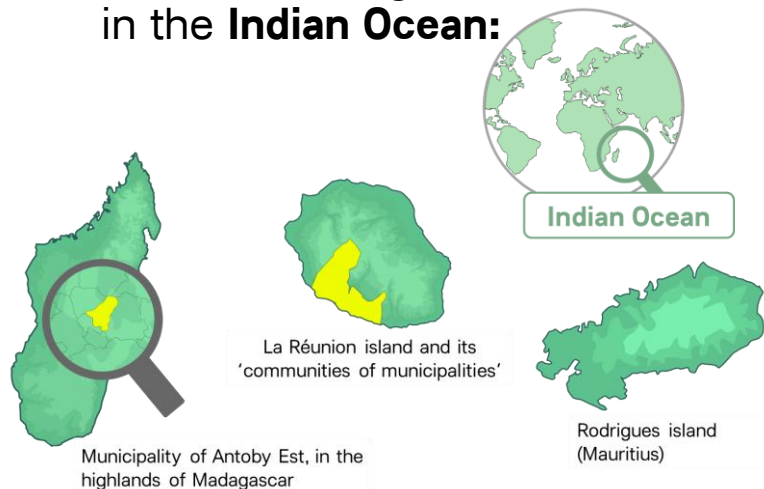 in the Indian Ocean:
Indian Ocean
La Réunion island and its
'communities of municipalities'
Rodrigues island
(Mauritius)
Municipality of Antoby Est, in the
highlands of Madagascar